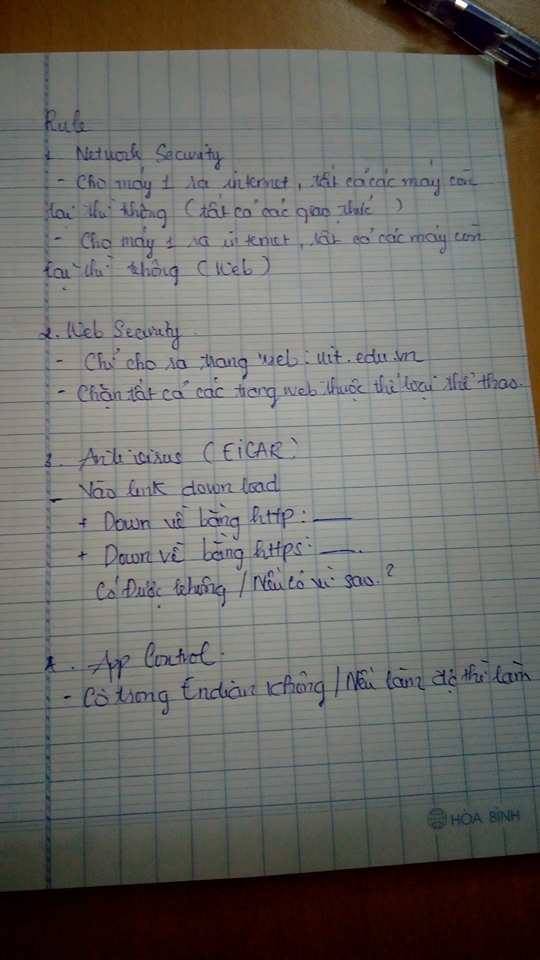 Rule
1. Network Security
- Cho máy 1 ra internet, tất cả các máy còn
lại thì không (tất cả các giao thức)
- Cho máy 1 ra internet, tất cả các máy còn
lại thì không (Web)
2. Web Security
- Chỉ cho ra trang web: uit.edu.vn
- Chặn tất cả các trang web thuộc thể loại thể thao.
3. Antivirus (EICAR)
- Vào link download
+ Down về bằng http: ___
+ Down về bằng https: ___.
Có Được không / Nếu có vì sao?
4. App Control.
- Có trong Endian không / Nếu làm đc thì làm
HÒA BÌNH